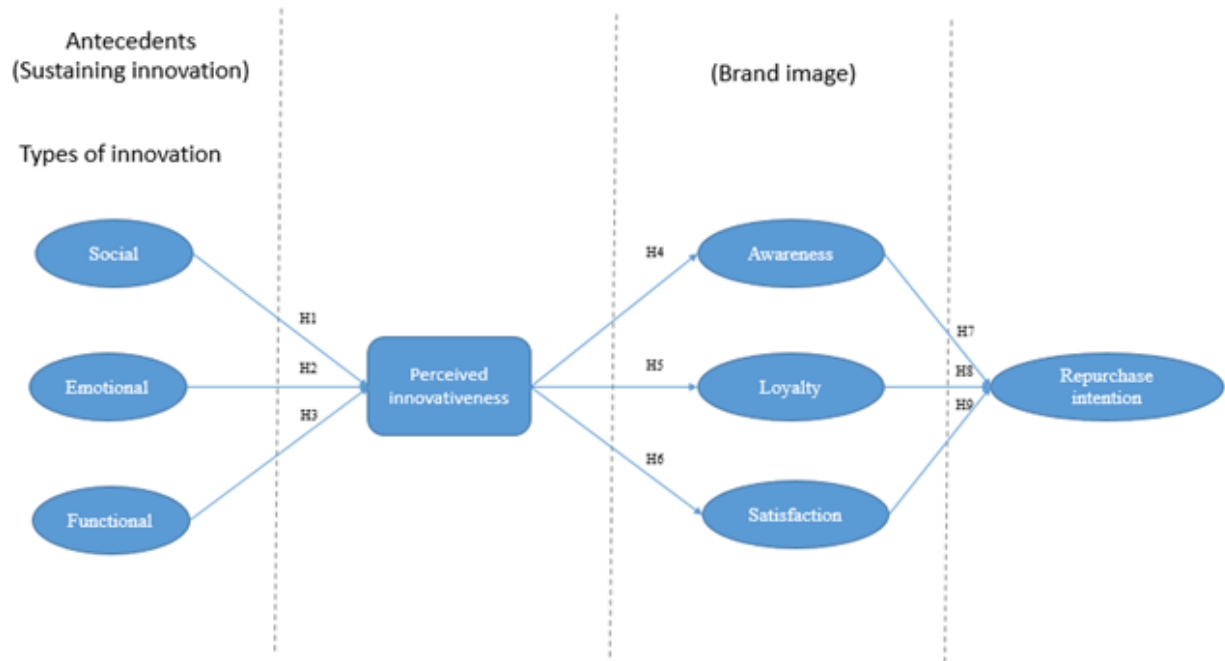 Antecedents
(Sustaining innovation)
(Brand image)
Types of innovation
Social
H4
Awareness
H1
H7
Emotional
H2
Perceived
innovativeness
H5
Loyalty
H8
Repurchase
intention
H3
H9
H6
Functional
Satisfaction